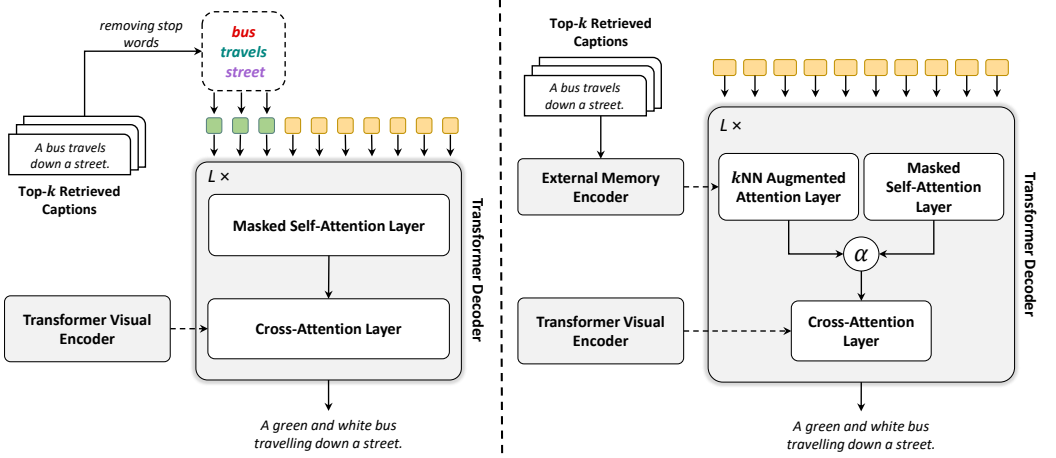 removing stop
words
bus
travels
street
A bus travels
down a street.
Top-k Retrieved
Captions
L ×
Masked Self-Attention Layer
Cross-Attention Layer
Transformer Decoder
Transformer Visual
Encoder
A green and white bus
travelling down a street.
Top-k Retrieved
Captions
A bus travels
down a street.
External Memory
Encoder
L ×
kNN Augmented
Attention Layer
Masked
Self-Attention
Layer
α
Transformer Decoder
Transformer Visual
Encoder
Cross-Attention
Layer
A green and white bus
travelling down a street.